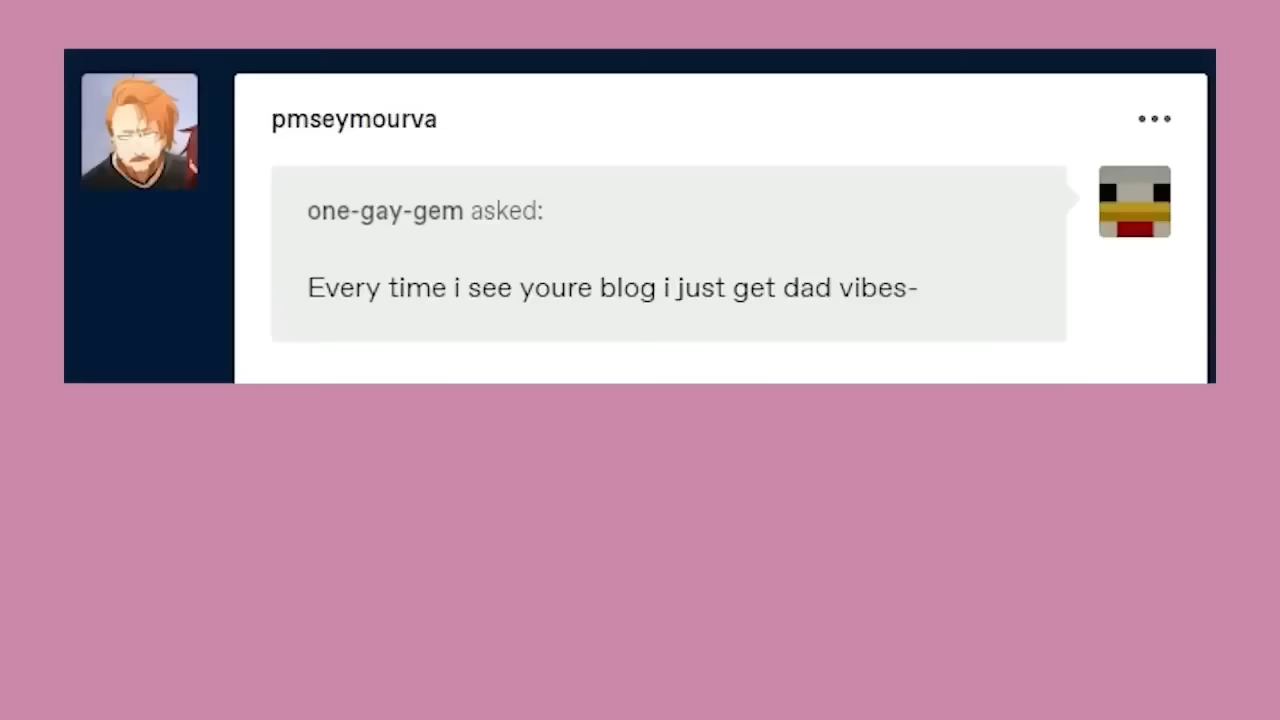 pmseymourva
one-gay-gem asked:
Every time i see youre blog i just get dad vibes-